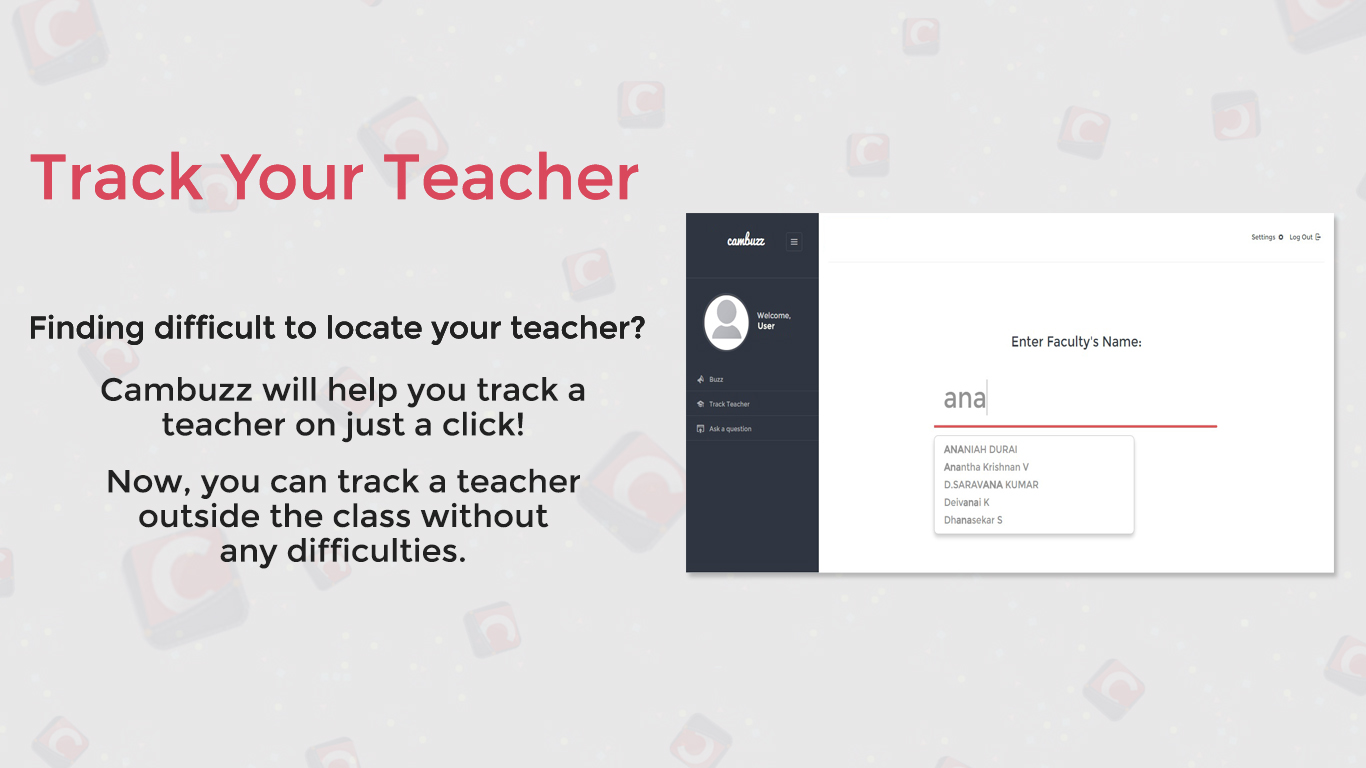 Track Your Teacher
Finding difficult to locate your teacher?
Cambuzz will help you track a
teacher on just a click!
Now, you can track a teacher
outside the class without
any difficulties.
cambuzz
Settings
Log Out
Welcome,
User
Buzz
Track Teacher
Ask a question
Enter Faculty's Name:
ana
ANANIAH DURAI
Anantha Krishnan V
D.SARAVANA KUMAR
Deivanai K
Dhanasekar S